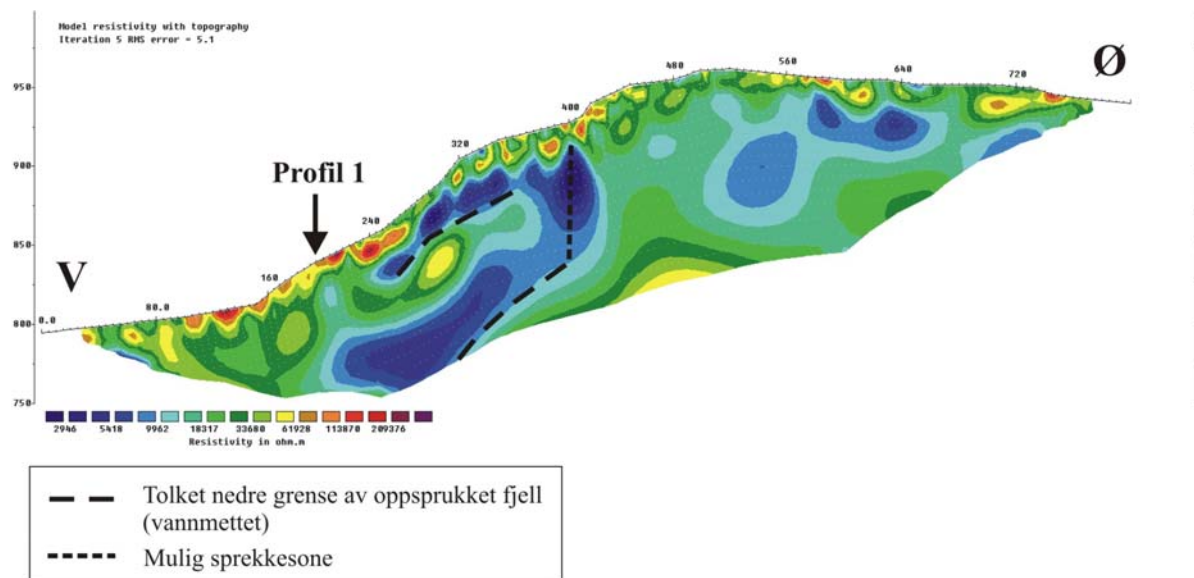 Model resistivity with topography
Iteration 5 RMS error = 5.1
Ø
V
Profil 1
950
900
850
800
750
0.0
80.0
160
240
320
400
480
560
640
720
2946 5418 9962 18317 33680 61928 113870 209376
Resistivity in ohm.m
Tolket nedre grense av oppsprukket fjell
(vannmettet)
Mulig sprekkesone